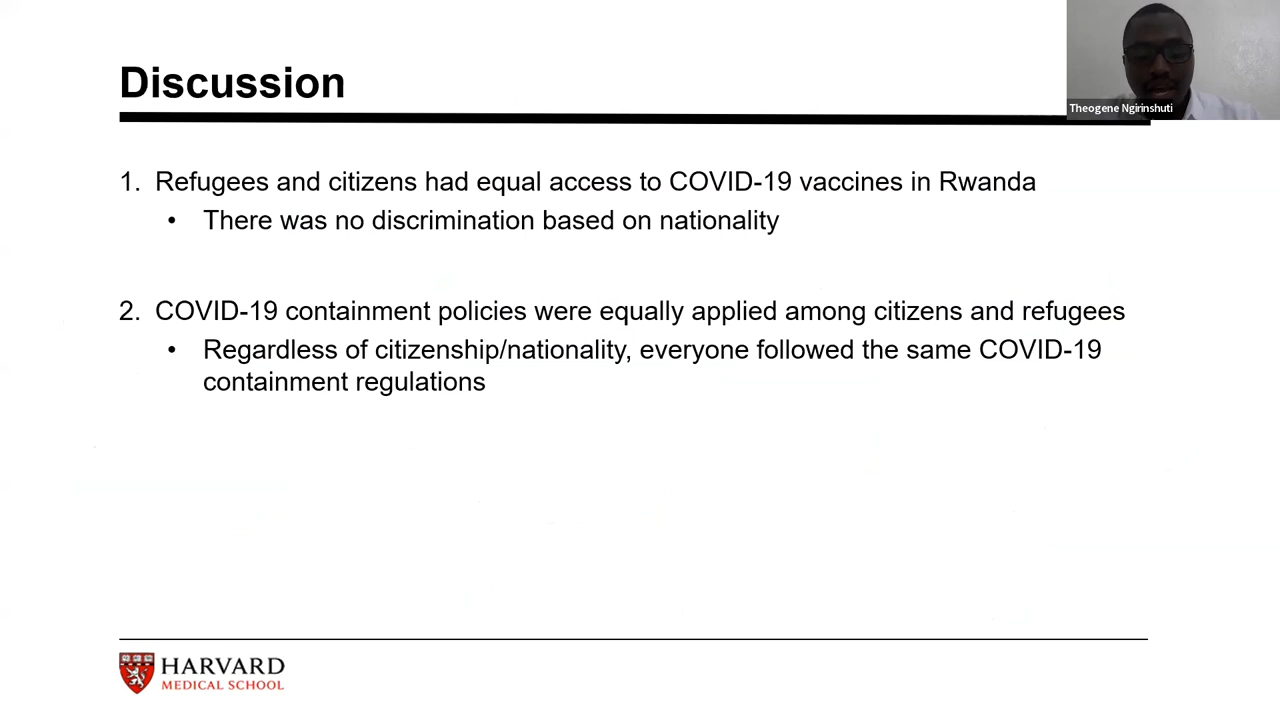 Discussion
Theogene Ngirinshuti
1. Refugees and citizens had equal access to COVID-19 vaccines in Rwanda
• There was no discrimination based on nationality
2. COVID-19 containment policies were equally applied among citizens and refugees
• Regardless of citizenship/nationality, everyone followed the same COVID-19
containment regulations
HARVARD
MEDICAL SCHOOL